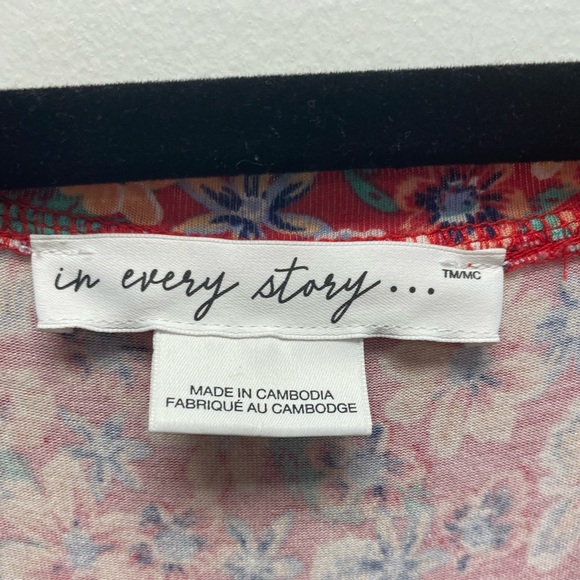 in every story... TM/MC
MADE IN CAMBODIA
FABRIQUÉ AU CAMBODGE